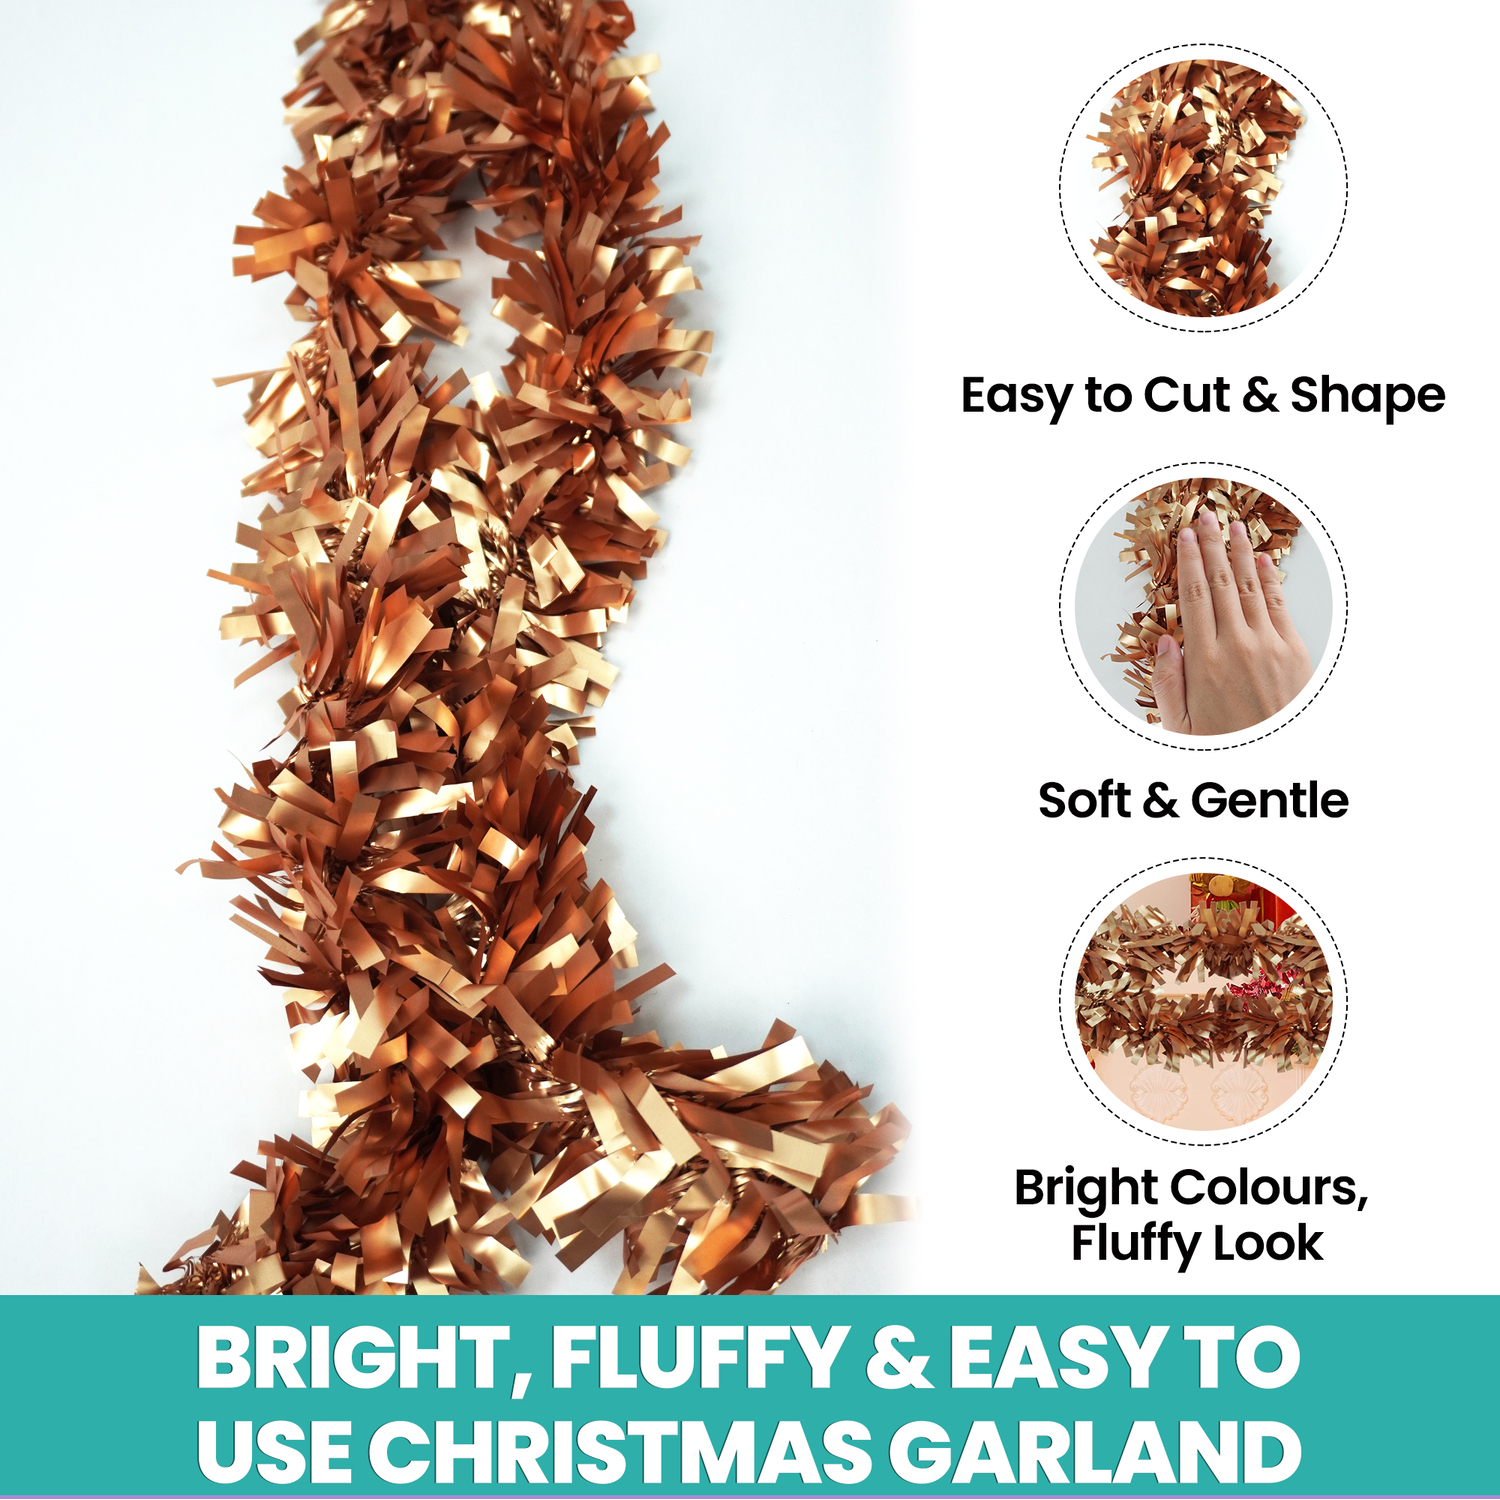 Easy to Cut & Shape
Soft & Gentle
Bright Colours,
Fluffy Look
BRIGHT, FLUFFY & EASY TO
USE CHRISTMAS GARLAND